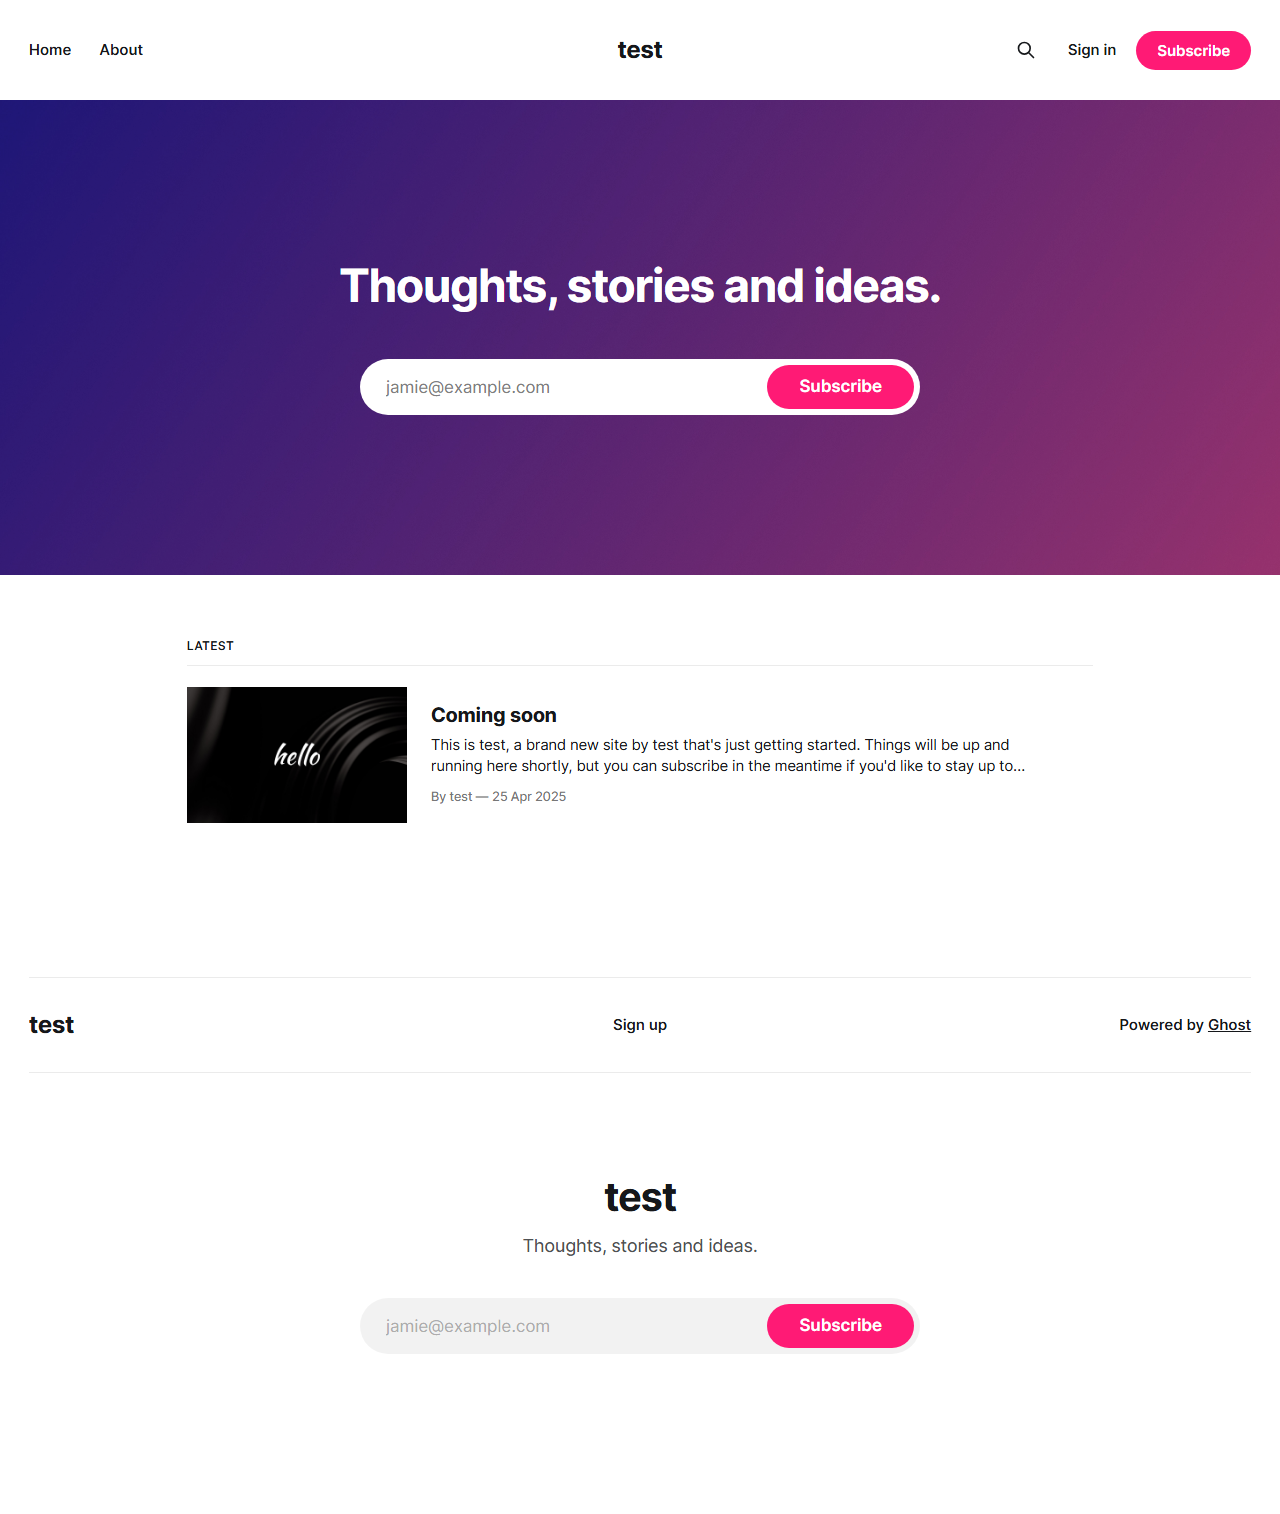 Home About test Sign in Subscribe
Thoughts, stories and ideas.
jamie@example.com Subscribe
LATEST
hello
Coming soon
This is test, a brand new site by test that's just getting started. Things will be up and
running here shortly, but you can subscribe in the meantime if you'd like to stay up to...
By test — 25 Apr 2025
test Sign up Powered by Ghost
test
Thoughts, stories and ideas.
jamie@example.com Subscribe